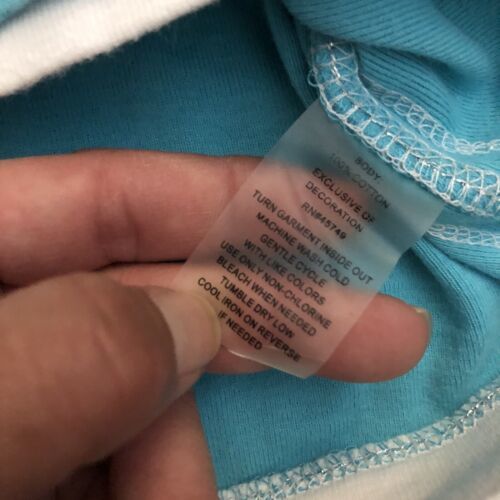 BODY:
100% COTTON
EXCLUSIVE OF
DECORATION
RN#45749
TURN GARMENT INSIDE OUT
MACHINE WASH COLD
GENTLE CYCLE
WITH LIKE COLORS
USE ONLY NON-CHLORINE
BLEACH WHEN NEEDED
TUMBLE DRY LOW
COOL IRON ON REVERSE
IF NEEDED